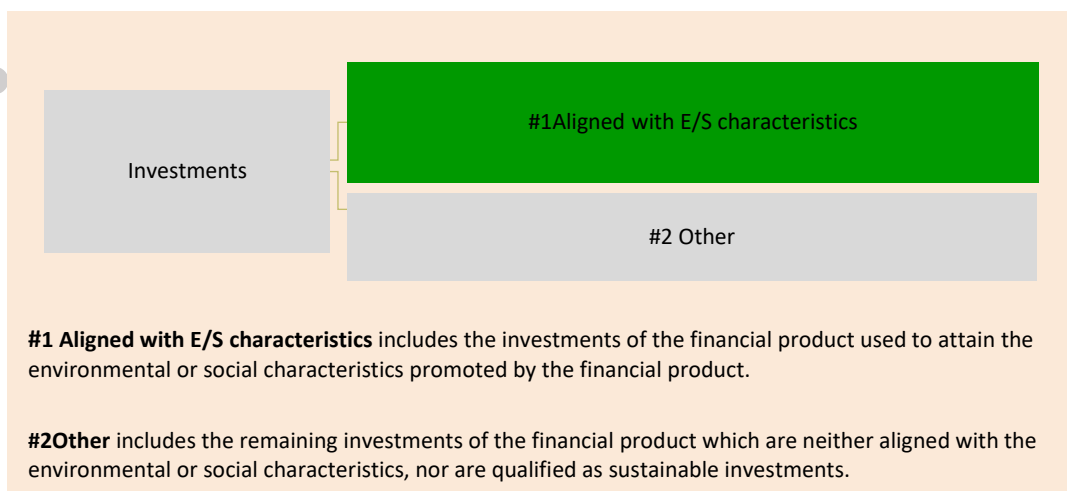 #1Aligned with E/S characteristics
Investments
#2 Other
#1 Aligned with E/S characteristics includes the investments of the financial product used to attain the
environmental or social characteristics promoted by the financial product.
#2Other includes the remaining investments of the financial product which are neither aligned with the
environmental or social characteristics, nor are qualified as sustainable investments.